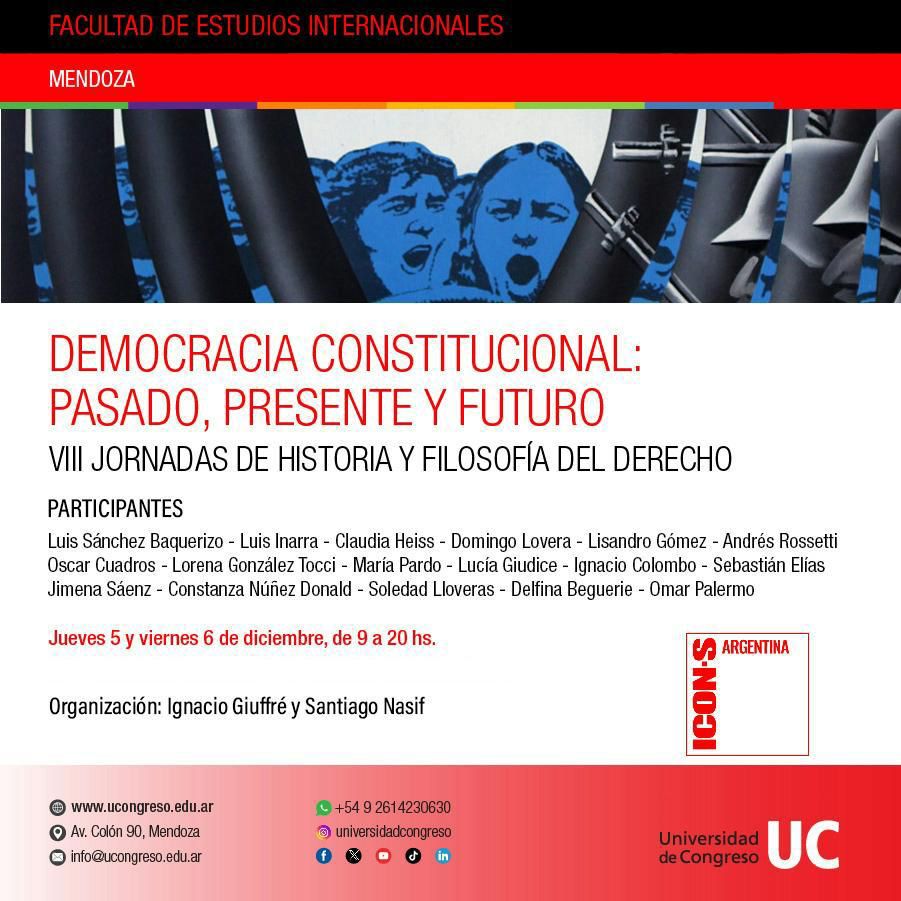 FACULTAD DE ESTUDIOS INTERNACIONALES
MENDOZA
DEMOCRACIA CONSTITUCIONAL:
PASADO, PRESENTE Y FUTURO
VIII JORNADAS DE HISTORIA Y FILOSOFÍA DEL DERECHO
PARTICIPANTES
Luis Sánchez Baquerizo - Luis Inarra - Claudia Heiss - Domingo Lovera - Lisandro Gómez - Andrés Rossetti
Oscar Cuadros - Lorena González Tocci - María Pardo - Lucía Giudice - Ignacio Colombo - Sebastián Elías
Jimena Sáenz - Constanza Núñez Donald - Soledad Lloveras - Delfina Beguerie - Omar Palermo
Jueves 5 y viernes 6 de diciembre, de 9 a 20 hs.
ICON·S ARGENTINA
Organización: Ignacio Giuffré y Santiago Nasif
www.ucongreso.edu.ar
Av. Colón 90, Mendoza
info@ucongreso.edu.ar
+54 9 2614230630
universidadcongreso
Universidad
de Congreso
UC